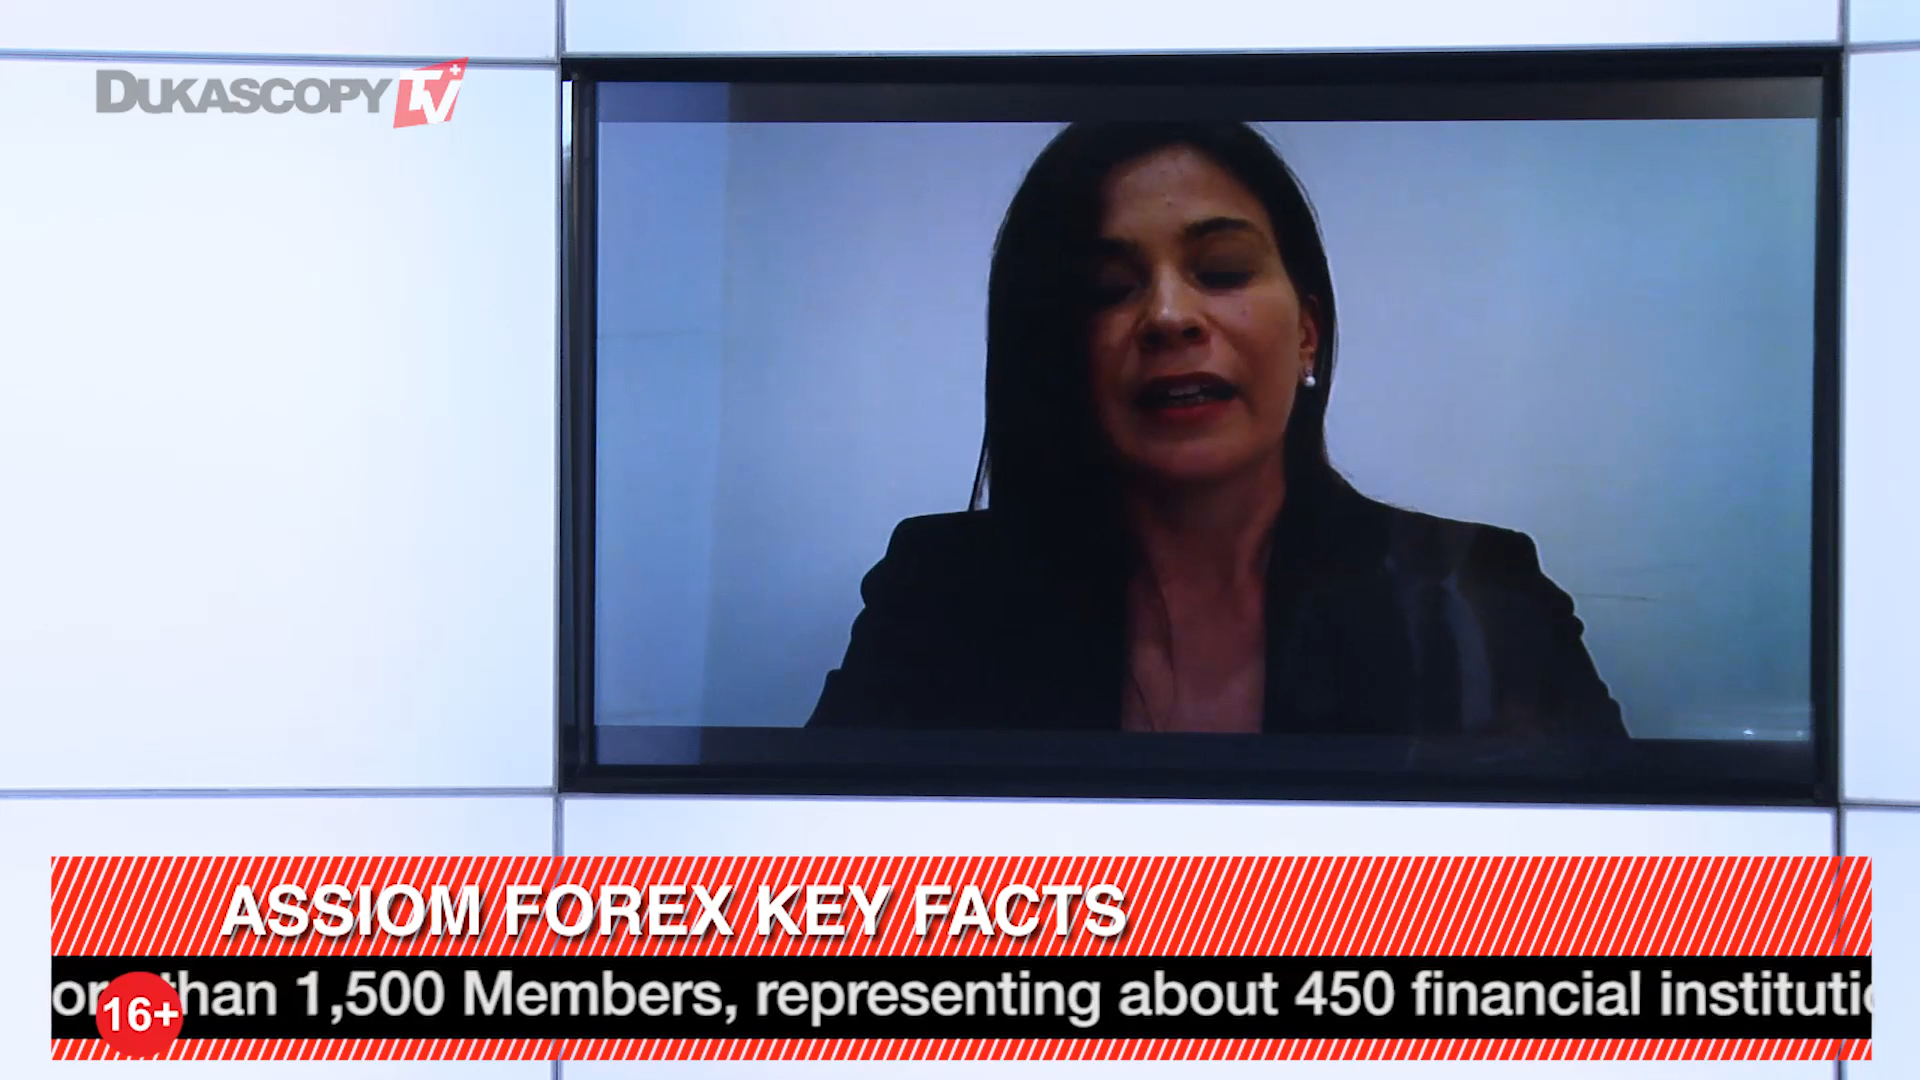 DUKASCOPY TV
ASSIOM FOREX KEY FACTS
than 1,500 Members, representing about 450 financial
16+